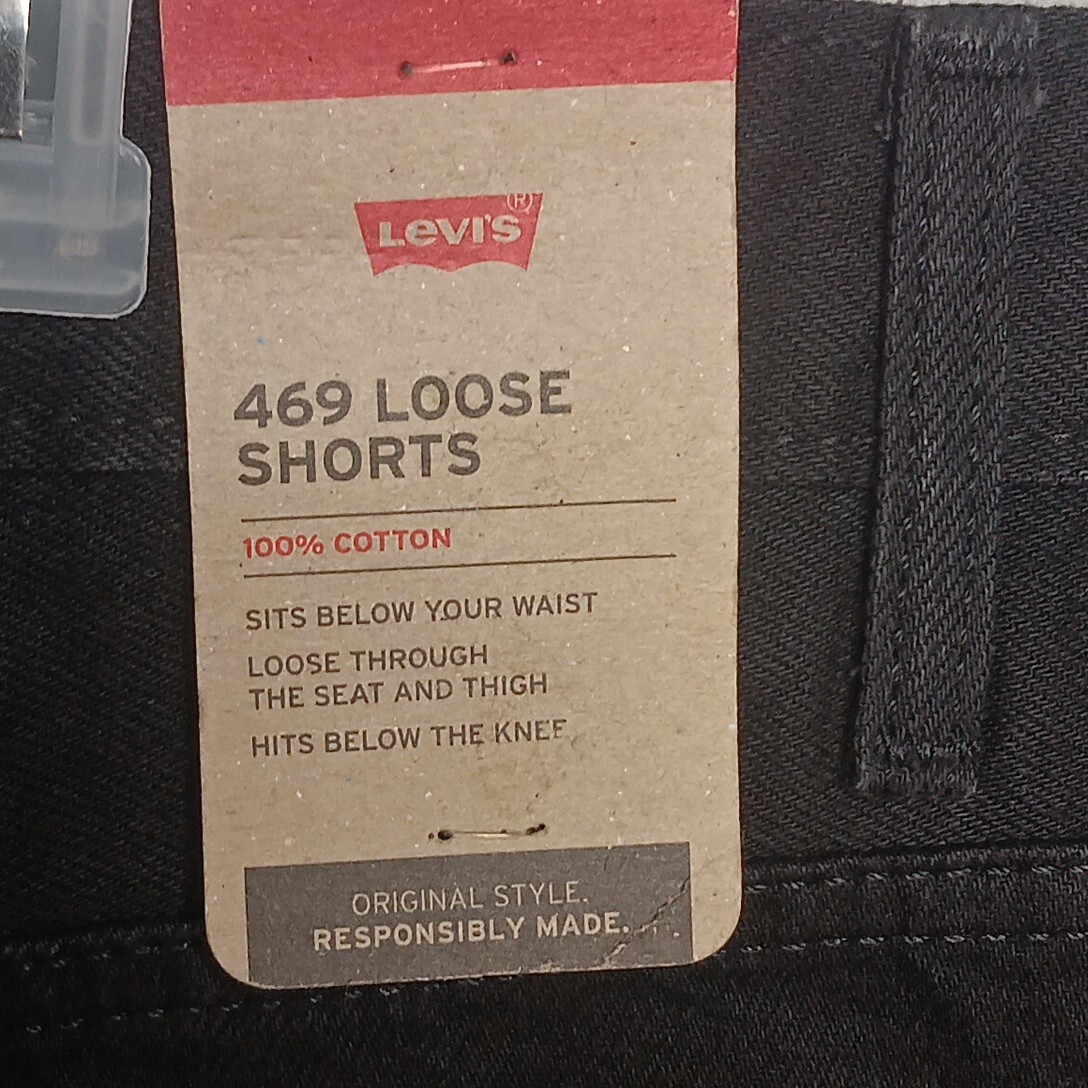 LEVI'S®
469 LOOSE
SHORTS
100% COTTON
SITS BELOW YOUR WAIST
LOOSE THROUGH
THE SEAT AND THIGH
HITS BELOW THE KNEE
ORIGINAL STYLE.
RESPONSIBLY MADE.